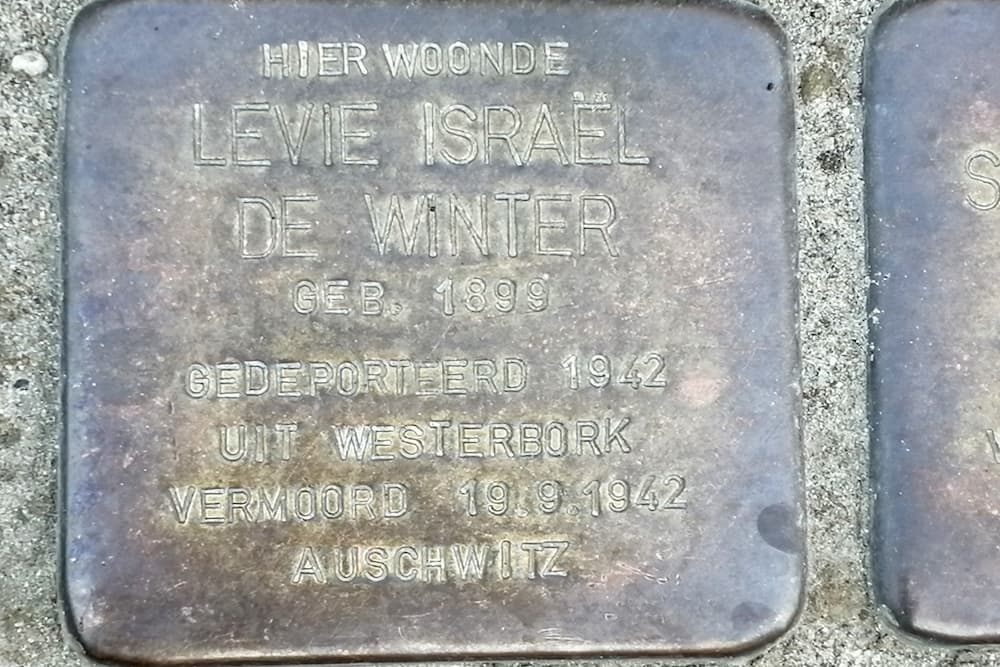 HIER WOONDE
LEVIE ISRAËL
DE WINTER
GEB. 1899
GEDEPORTEERD 1942
UIT WESTERBORK
VERMOORD 19.9.1942
AUSCHWITZ